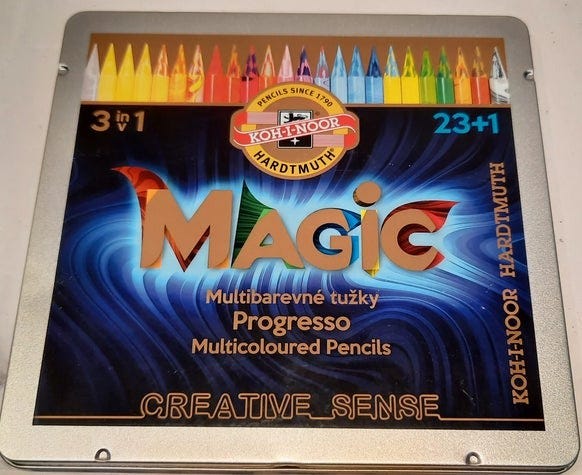 PENCILS SINCE 1790
KOH-I-NOOR
HARDTMUTH
3 in/v 1
23+1
MAGIC
Multibarevné tužky
Progresso
Multicoloured Pencils
KOH-I-NOOR HARDTMUTH
CREATIVE SENSE